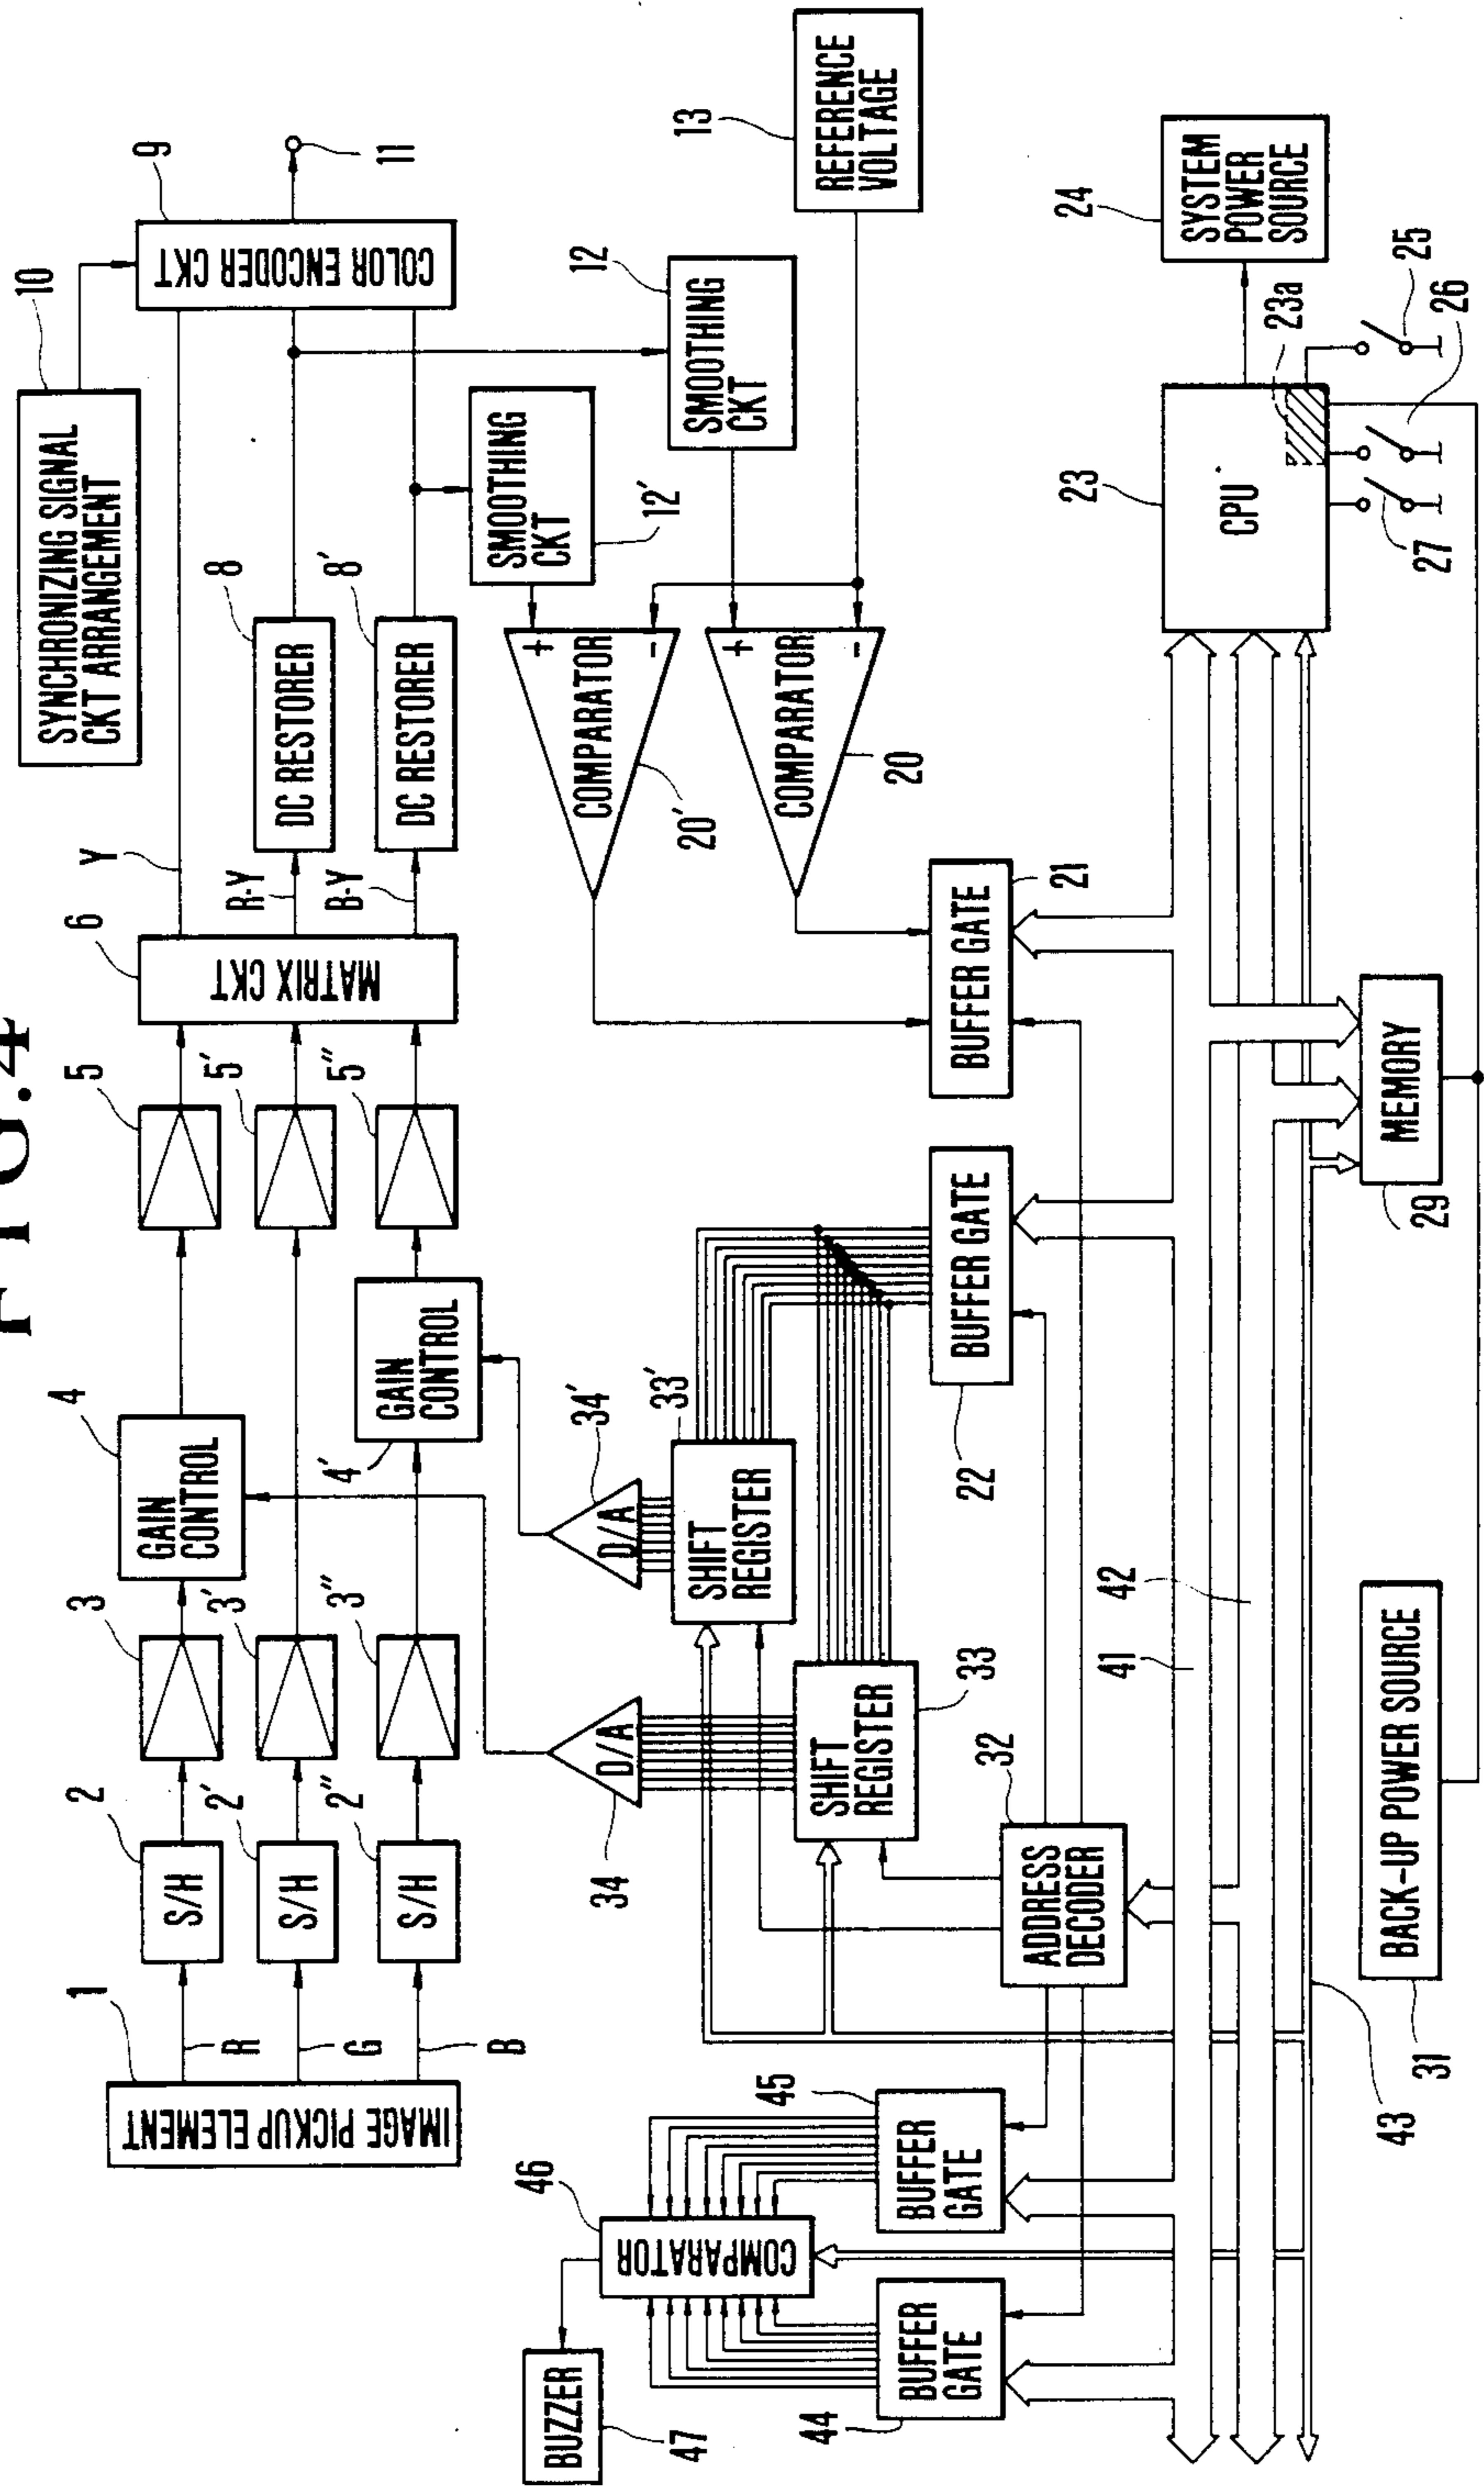 FIG.4
IMAGE PICKUP ELEMENT
1
R
G
B
S/H
2
S/H
2'
S/H
2''
3
3'
3''
GAIN CONTROL
4
GAIN CONTROL
4'
5
5'
5''
MATRIX CKT
6
Y
R-Y
B-Y
DC RESTORER
8
DC RESTORER
8'
SYNCHRONIZING SIGNAL
CKT ARRANGEMENT
10
COLOR ENCODER CKT
9
11
SMOOTHING
CKT
12'
SMOOTHING
CKT
12
REFERENCE
VOLTAGE
13
+
COMPARATOR
-
20'
+
COMPARATOR
-
20
D/A
34
D/A
34'
SHIFT
REGISTER
33'
SHIFT
REGISTER
33
BUFFER GATE
22
BUFFER GATE
21
ADDRESS
DECODER
32
BUZZER
47
COMPARATOR
46
BUFFER
GATE
44
BUFFER
GATE
45
41
42
43
CPU
23
23a
SYSTEM
POWER
SOURCE
24
25
26
27
MEMORY
29
BACK-UP POWER SOURCE
31